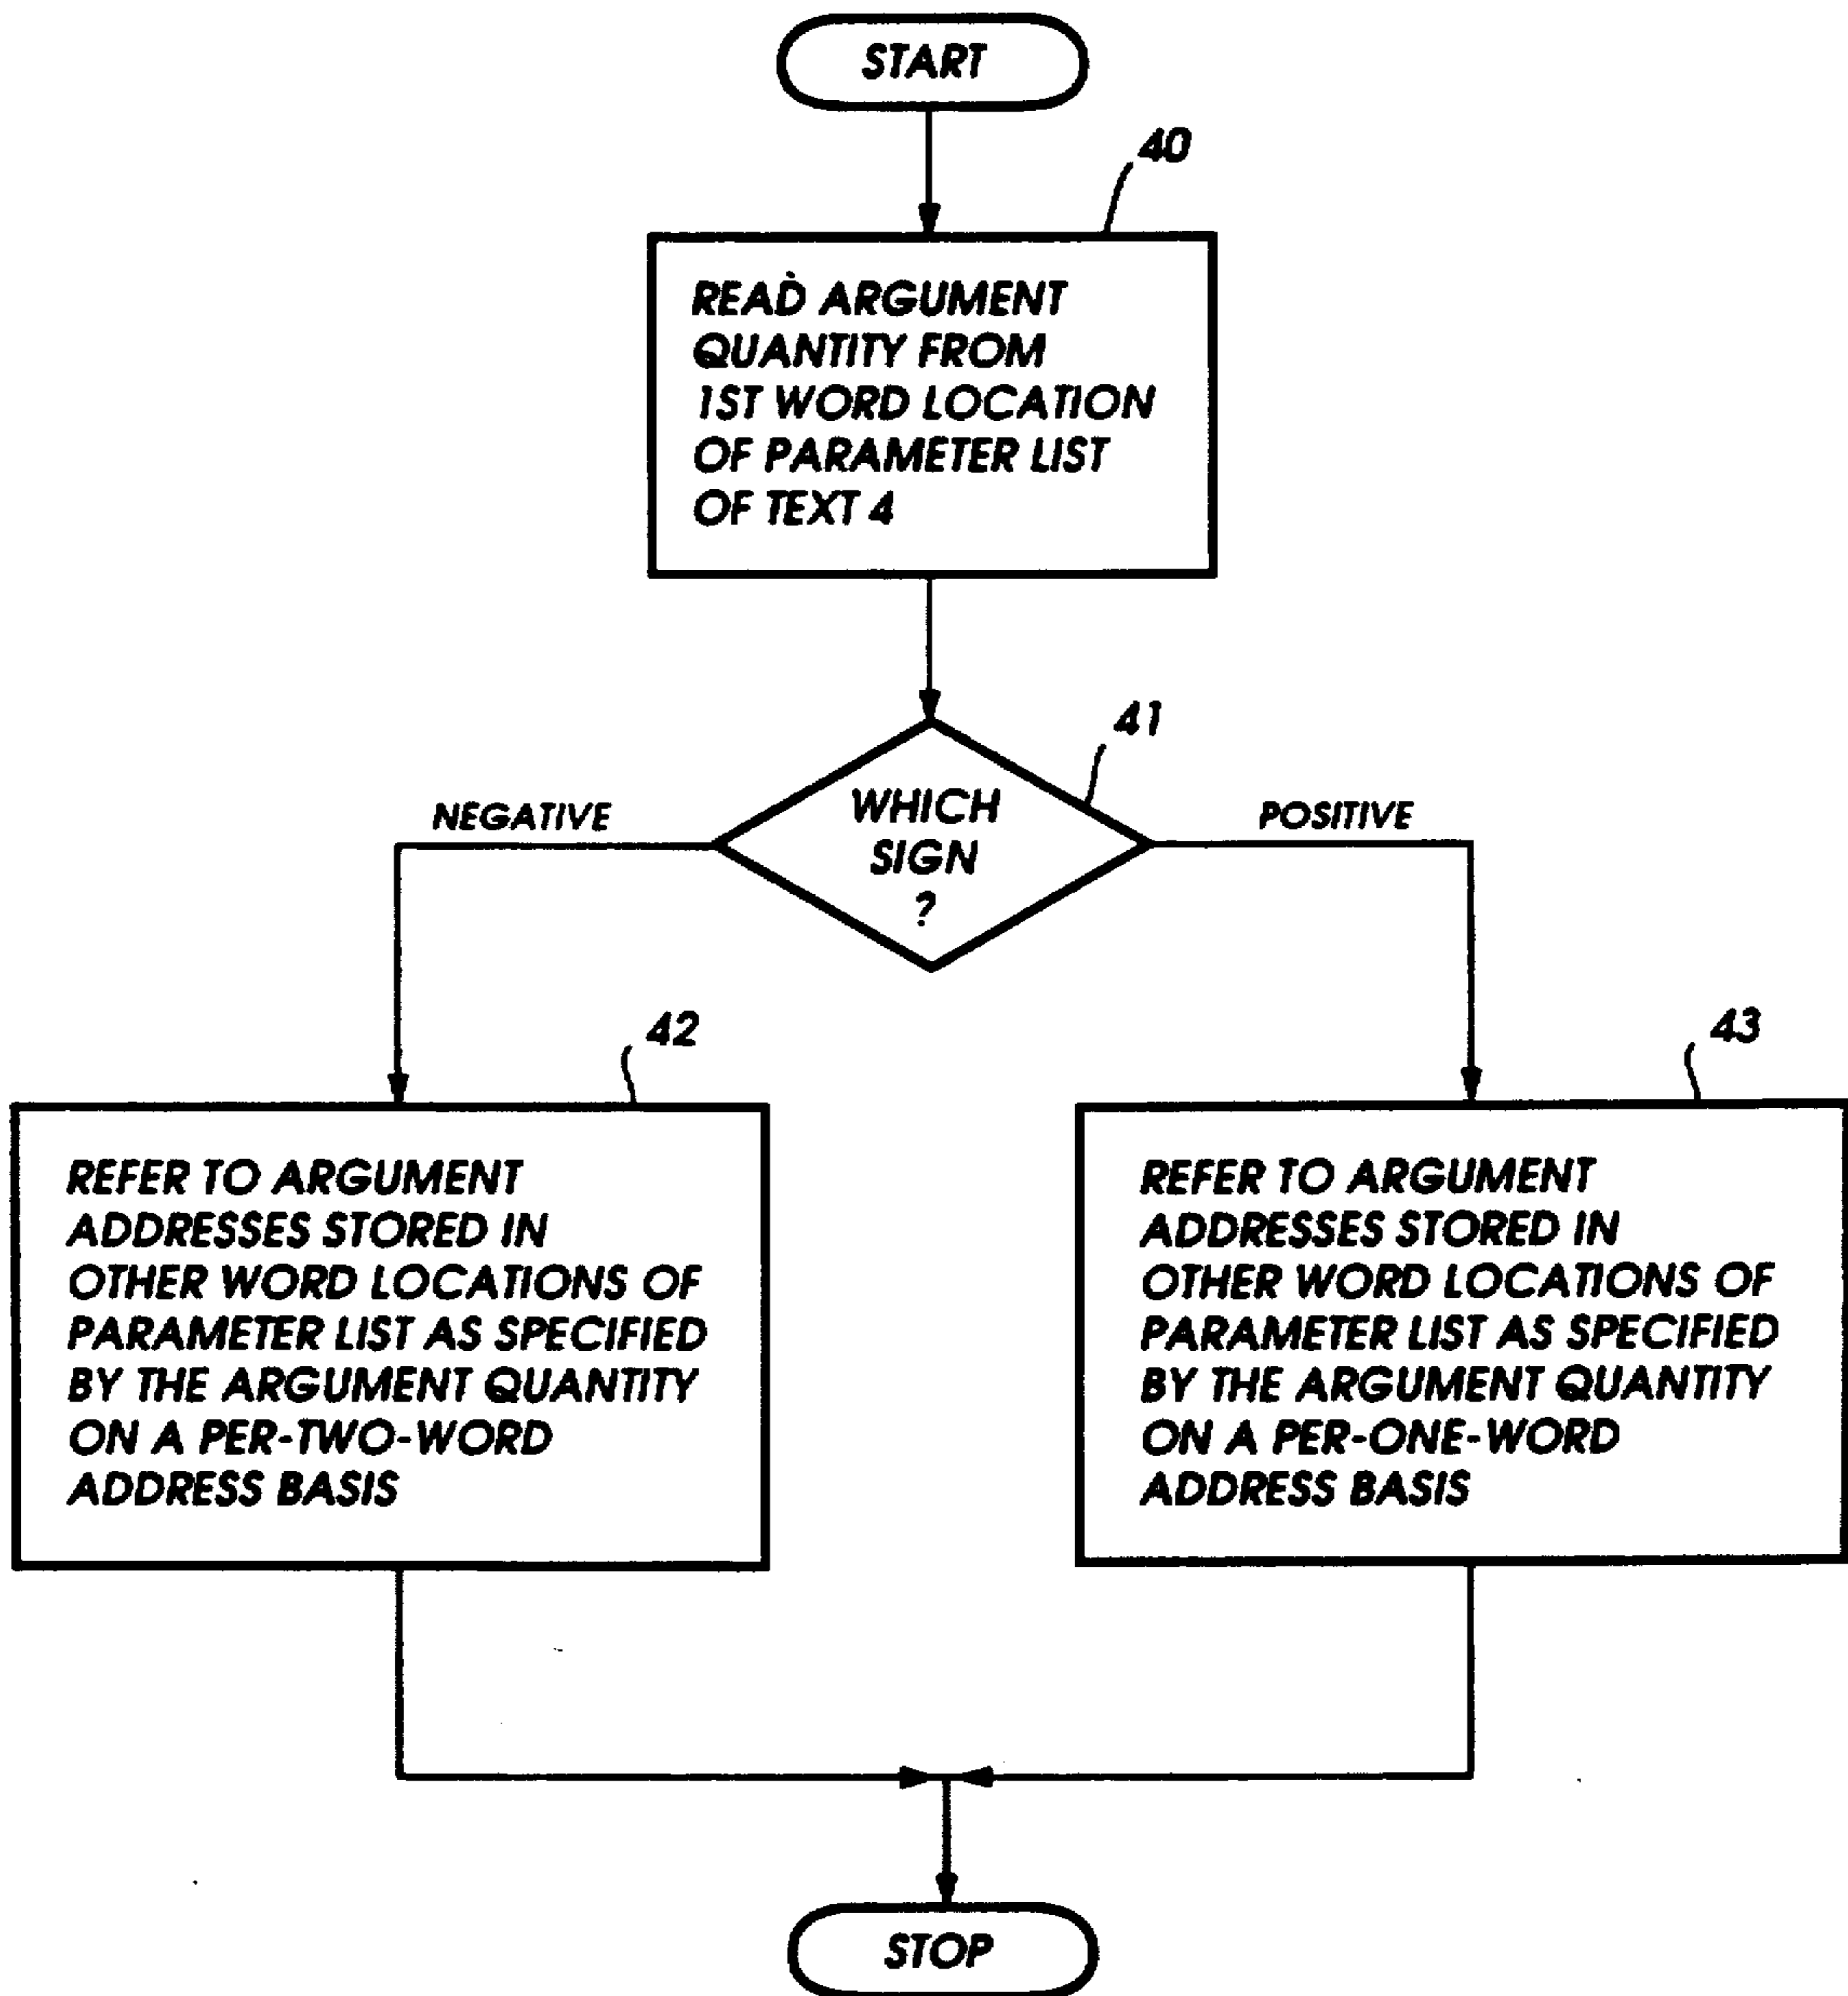 START
40
READ ARGUMENT
QUANTITY FROM
1ST WORD LOCATION
OF PARAMETER LIST
OF TEXT 4
41
WHICH
SIGN
?
NEGATIVE
POSITIVE
42
REFER TO ARGUMENT
ADDRESSES STORED IN
OTHER WORD LOCATIONS OF
PARAMETER LIST AS SPECIFIED
BY THE ARGUMENT QUANTITY
ON A PER-TWO-WORD
ADDRESS BASIS
43
REFER TO ARGUMENT
ADDRESSES STORED IN
OTHER WORD LOCATIONS OF
PARAMETER LIST AS SPECIFIED
BY THE ARGUMENT QUANTITY
ON A PER-ONE-WORD
ADDRESS BASIS
STOP